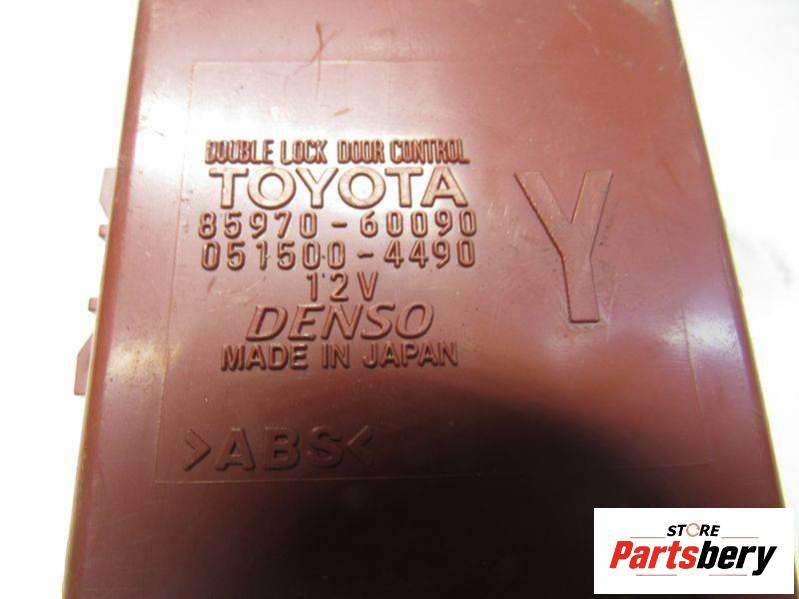 DOUBLE LOCK DOOR CONTROL
TOYOTA
85970-60090
051500-4490
12V
DENSO
MADE IN JAPAN
Y
>ABS<
STORE
Partsbery